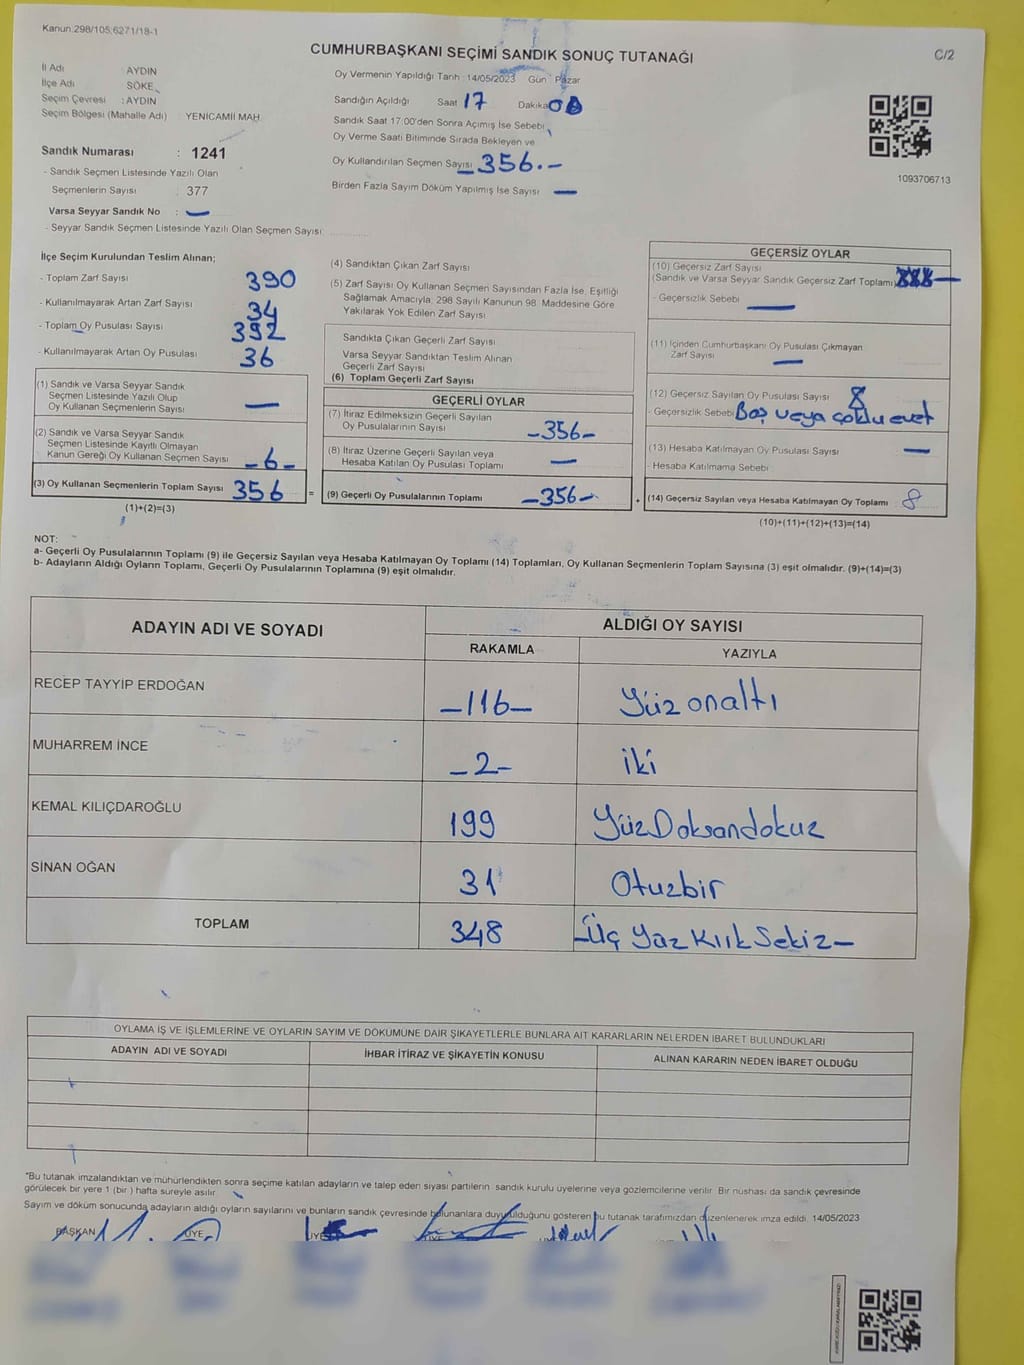 Kanun:298/105;6271/18-1
CUMHURBAŞKANI SEÇİMİ SANDIK SONUÇ TUTANAĞI
C/2
İl Adı AYDIN
İlçe Adı SÖKE
Seçim Çevresi : AYDIN
Seçim Bölgesi (Mahalle Adı) YENİCAMİİ MAH.
Sandık Numarası : 1241
- Sandık Seçmen Listesinde Yazılı Olan
Seçmenlerin Sayısı : 377
Varsa Seyyar Sandık No : —
- Seyyar Sandık Seçmen Listesinde Yazılı Olan Seçmen Sayısı:
Oy Vermenin Yapıldığı Tarih :14/05/2023 Gün : Pazar
Sandığın Açıldığı Saat 17 Dakika 00
Sandık Saat 17:00'den Sonra Açımış İse Sebebi
Oy Verme Saati Bitiminde Sırada Bekleyen ve
Oy Kullandırılan Seçmen Sayısı 356.-
Birden Fazla Sayım Döküm Yapılmış İse Sayısı —
1093706713
İlçe Seçim Kurulundan Teslim Alınan;
- Toplam Zarf Sayısı 390
- Kullanılmayarak Artan Zarf Sayısı 34
- Toplam Oy Pusulası Sayısı 392
- Kullanılmayarak Artan Oy Pusulası 36
(1) Sandık ve Varsa Seyyar Sandık
Seçmen Listesinde Yazılı Olup
Oy Kullanan Seçmenlerin Sayısı —
(2) Sandık ve Varsa Seyyar Sandık
Seçmen Listesinde Kayıtlı Olmayan
Kanun Gereği Oy Kullanan Seçmen Sayısı -6-
(3) Oy Kullanan Seçmenlerin Toplam Sayısı 356 =
(1)+(2)=(3)
(4) Sandıktan Çıkan Zarf Sayısı
(5) Zarf Sayısı Oy Kullanan Seçmen Sayısından Fazla İse, Eşitliği
Sağlamak Amacıyla; 298 Sayılı Kanunun 98. Maddesine Göre
Yakılarak Yok Edilen Zarf Sayısı
Sandıkta Çıkan Geçerli Zarf Sayısı
Varsa Seyyar Sandıktan Teslim Alınan
Geçerli Zarf Sayısı
(6) Toplam Geçerli Zarf Sayısı
GEÇERLİ OYLAR
(7) İtiraz Edilmeksizin Geçerli Sayılan
Oy Pusulalarının Sayısı -356-
(8) İtiraz Üzerine Geçerli Sayılan veya
Hesaba Katılan Oy Pusulası Toplamı —
(9) Geçerli Oy Pusulalarının Toplamı -356- +
GEÇERSİZ OYLAR
(10) Geçersiz Zarf Sayısı
(Sandık ve Varsa Seyyar Sandık Geçersiz Zarf Toplamı) —
- Geçersizlik Sebebi —
(11) İçinden Cumhurbaşkanı Oy Pusulası Çıkmayan
Zarf Sayısı —
(12) Geçersiz Sayılan Oy Pusulası Sayısı 8
- Geçersizlik Sebebi Boş veya çoklu evet
(13) Hesaba Katılmayan Oy Pusulası Sayısı —
- Hesaba Katılmama Sebebi
(14) Geçersiz Sayılan veya Hesaba Katılmayan Oy Toplamı 8
(10)+(11)+(12)+(13)=(14)
NOT:
a- Geçerli Oy Pusulalarının Toplamı (9) ile Geçersiz Sayılan veya Hesaba Katılmayan Oy Toplamı (14) Toplamları, Oy Kullanan Seçmenlerin Toplam Sayısına (3) eşit olmalıdır. (9)+(14)=(3)
b- Adayların Aldığı Oyların Toplamı, Geçerli Oy Pusulalarının Toplamına (9) eşit olmalıdır.
ADAYIN ADI VE SOYADI ALDIĞI OY SAYISI
RAKAMLA YAZIYLA
RECEP TAYYİP ERDOĞAN -116- Yüz onaltı
MUHARREM İNCE -2- iki
KEMAL KILIÇDAROĞLU 199 YüzDoksandokuz
SİNAN OĞAN 31 Otuzbir
TOPLAM 348 -Üç Yüz Kırk Sekiz-
OYLAMA İŞ VE İŞLEMLERİNE VE OYLARIN SAYIM VE DÖKÜMÜNE DAİR ŞİKAYETLERLE BUNLARA AİT KARARLARIN NELERDEN İBARET BULUNDUKLARI
ADAYIN ADI VE SOYADI İHBAR İTİRAZ VE ŞİKAYETİN KONUSU ALINAN KARARIN NEDEN İBARET OLDUĞU
*Bu tutanak imzalandıktan ve mühürlendikten sonra seçime katılan adayların ve talep eden siyasi partilerin sandık kurulu üyelerine veya gözlemcilerine verilir. Bir nüshası da sandık çevresinde
görülecek bir yere 1 (bir) hafta süreyle asılır.
Sayım ve döküm sonucunda adayların aldığı oyların sayılarını ve bunların sandık çevresinde bulunanlara duyurulduğunu gösteren bu tutanak tarafımızdan düzenlenerek imza edildi. 14/05/2023
BAŞKAN ÜYE ÜYE ÜYE